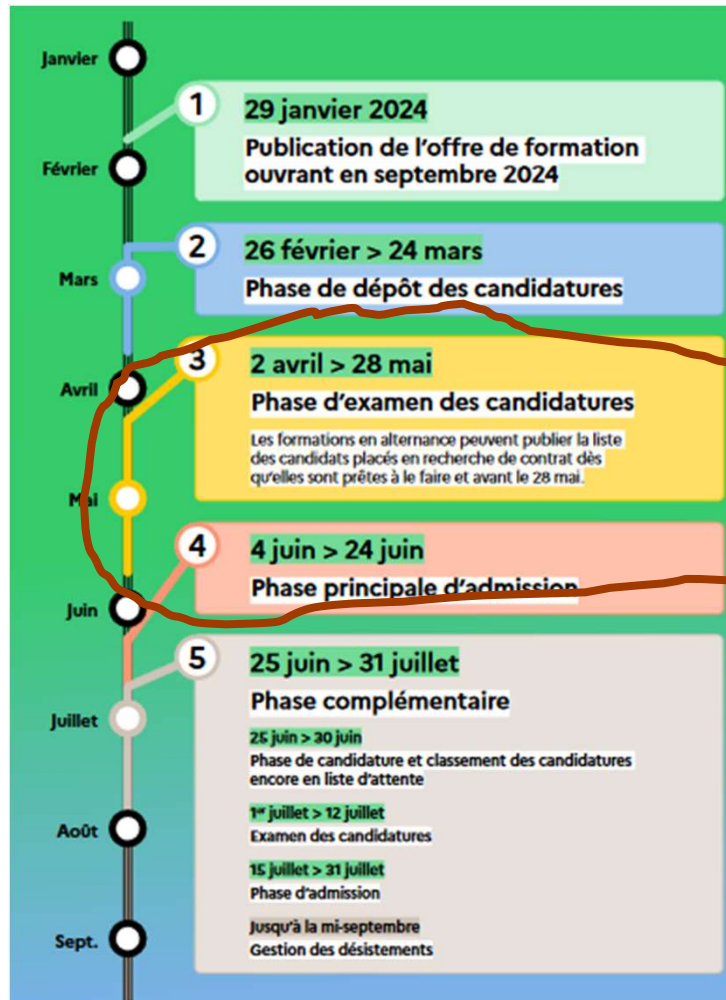 Janvier
1
29 janvier 2024
Publication de l'offre de formation
ouvrant en septembre 2024
Février
2
26 février > 24 mars
Mars
Phase de dépôt des candidatures
3
2 avril > 28 mai
Avril
Phase d'examen des candidatures
Les formations en alternance peuvent publier la liste
des candidats placés en recherche de contrat dès
qu'elles sont prêtes à le faire et avant le 28 mai.
Mai
4
4 juin > 24 juin
Phase principale d'admission
Juin
5
25 juin > 31 juillet
Phase complémentaire
Juillet
25 juin > 30 juin
Phase de candidature et classement des candidatures
encore en liste d'attente
1er juillet > 12 juillet
Août
Examen des candidatures
15 juillet > 31 juillet
Phase d'admission
Jusqu'à la mi-septembre
Sept.
Gestion des désistements